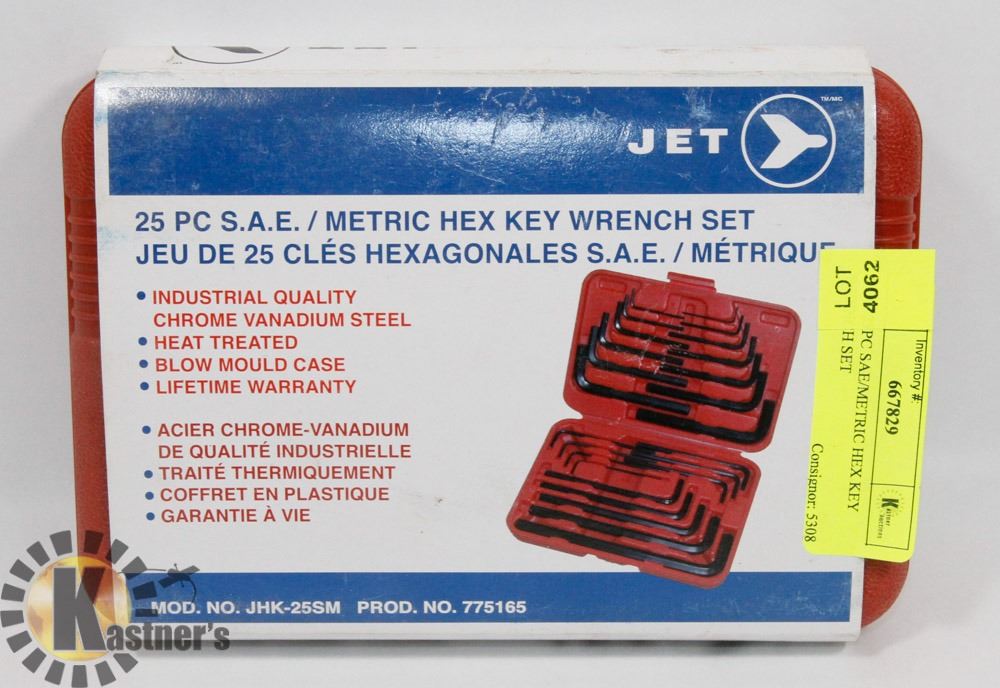 JET
TM/MC
25 PC S.A.E. / METRIC HEX KEY WRENCH SET
JEU DE 25 CLÉS HEXAGONALES S.A.E. / MÉTRIQUE
• INDUSTRIAL QUALITY
CHROME VANADIUM STEEL
• HEAT TREATED
• BLOW MOULD CASE
• LIFETIME WARRANTY
• ACIER CHROME-VANADIUM
DE QUALITÉ INDUSTRIELLE
• TRAITÉ THERMIQUEMENT
• COFFRET EN PLASTIQUE
• GARANTIE À VIE
MOD. NO. JHK-25SM PROD. NO. 775165
LOT
4062
Inventory #:
667829
Kastner
Auctions
PC SAE/METRIC HEX KEY
H SET
Consignor: 5308
Kastner's